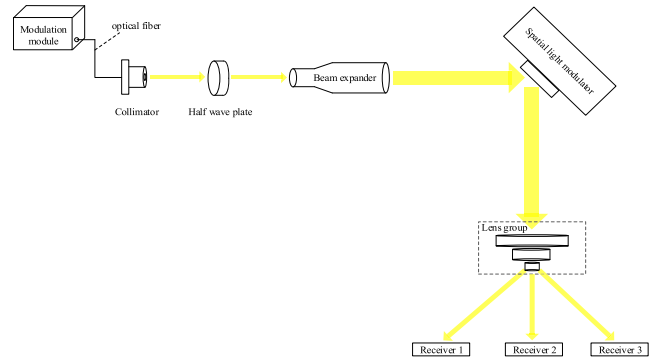 Modulation
module
optical fiber
Collimator
Half wave plate
Beam expander
Spatial light modulator
Lens group
Receiver 1
Receiver 2
Receiver 3